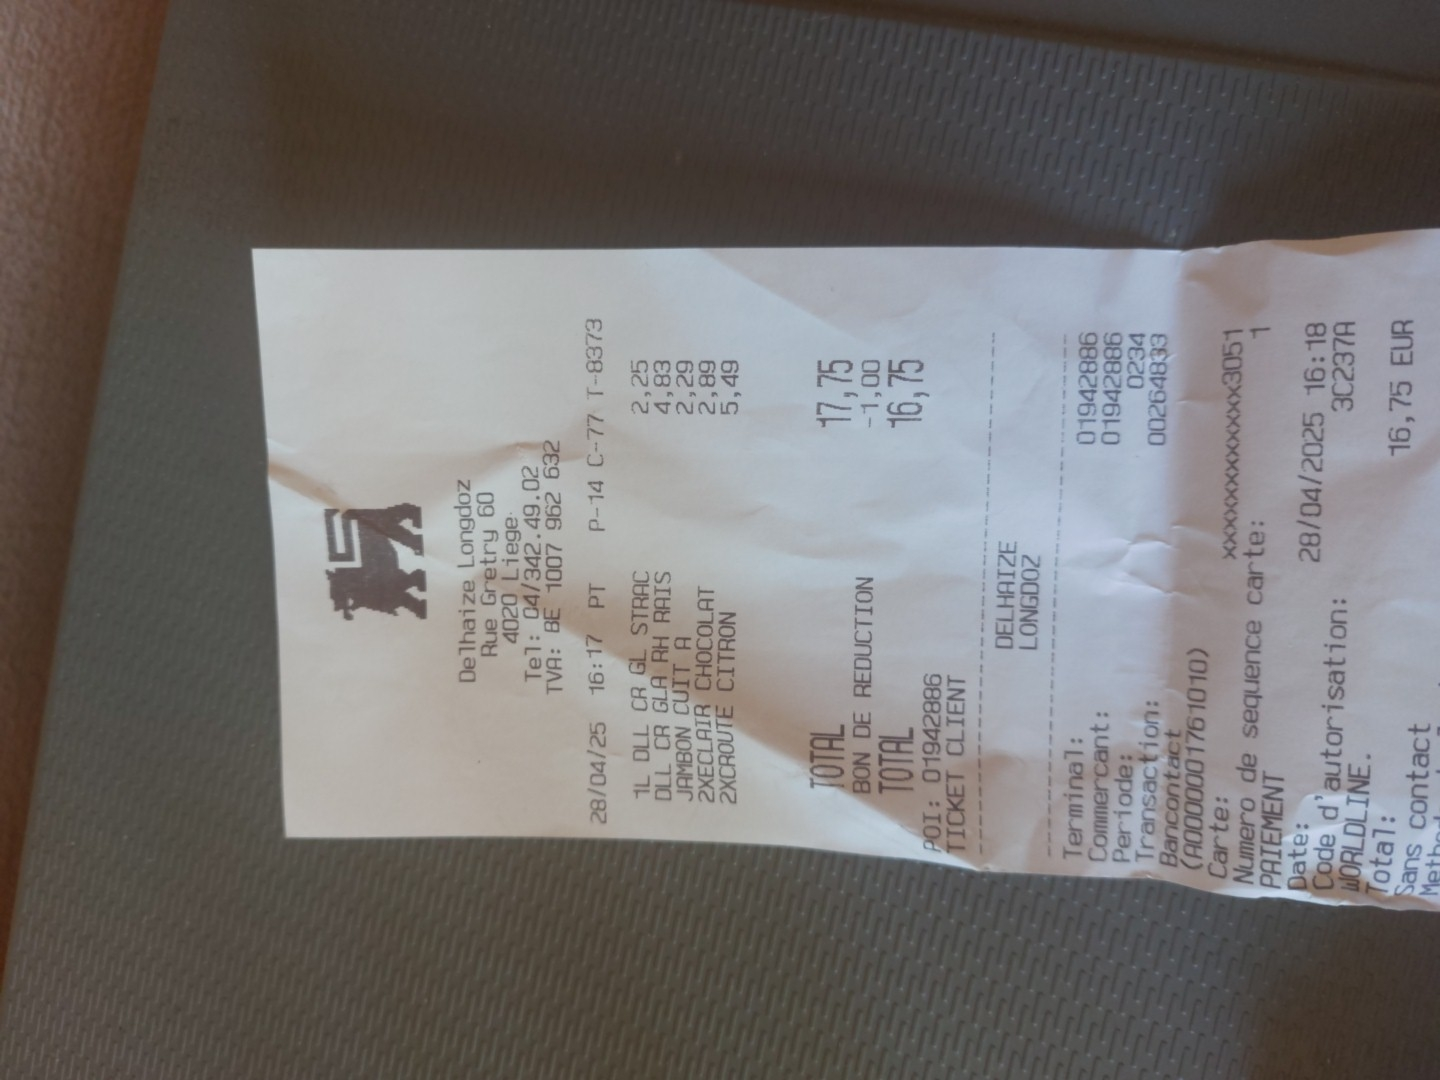 Delhaize Longdoz
Rue Gretry 60
4020 Liege
Tel: 04/342.49.02
TVA: BE 1007 962 632
28/04/25 16:17 PT P-14 C-77 T-8373
1L DLL CR GL STRAC 2,25
DLL CR GLA RH RAIS 4,83
JAMBON CUIT A 2,29
2XECLAIR CHOCOLAT 2,89
2XCROUTE CITRON 5,49
TOTAL 17,75
BON DE REDUCTION -1,00
TOTAL 16,75
POI: 01942886
TICKET CLIENT
DELHAIZE
LONGDOZ
Terminal: 01942886
Commercant: 01942886
Periode: 0234
Transaction: 00264833
Bancontact
(A0000001761010)
Carte: xxxxxxxxxxxxx3051
Numero de sequence carte: 1
PAIEMENT
Date: 28/04/2025 16:18
Code d'autorisation: 3C237A
WORLDLINE.
Total: 16,75 EUR
Sans contact